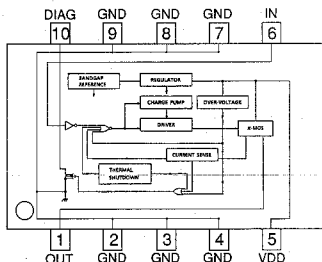 DIAG GND GND GND IN
10 9 8 7 6
BANDGAP REFERENCE
REGULATOR
CHARGE PUMP
OVER-VOLTAGE
DRIVER
X-MOS
CURRENT SENSE
THERMAL SHUTDOWN
1 2 3 4 5
OUT GND GND GND VDD